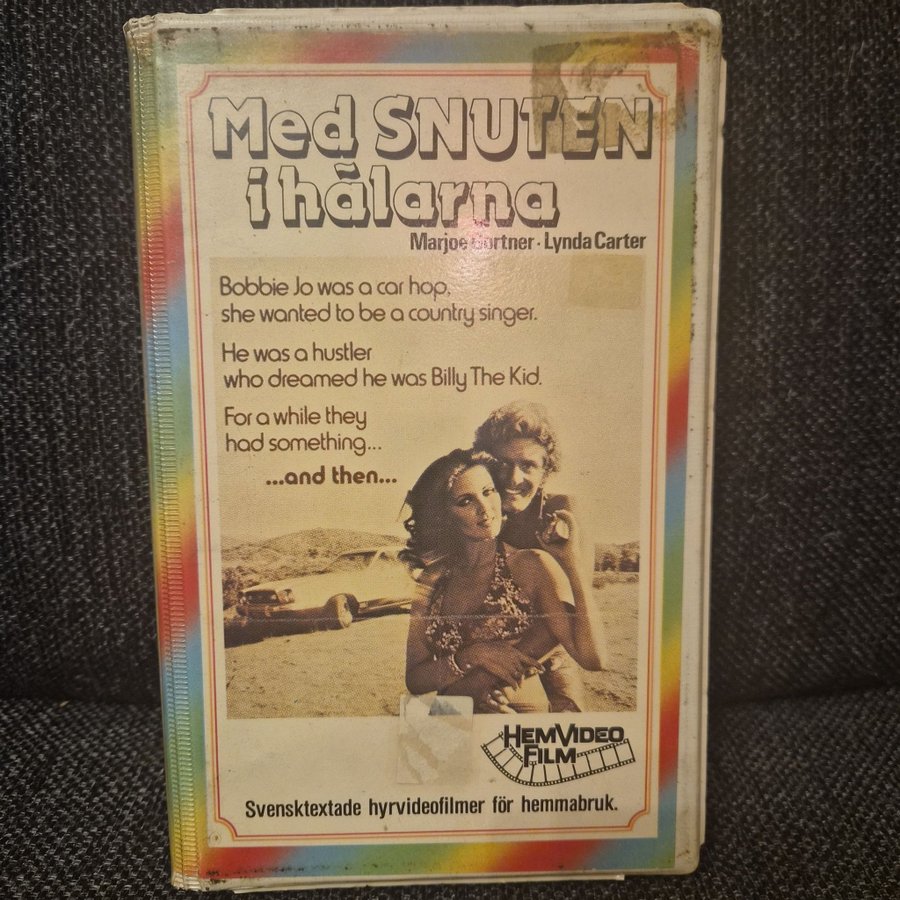 Med SNUTEN
i hälarna
Marjoe Gortner · Lynda Carter
Bobbie Jo was a car hop,
she wanted to be a country singer.
He was a hustler
who dreamed he was Billy The Kid.
For a while they
had something...
...and then...
HEMVIDEO
FILM
Svensktextade hyrvideofilmer för hemmabruk.